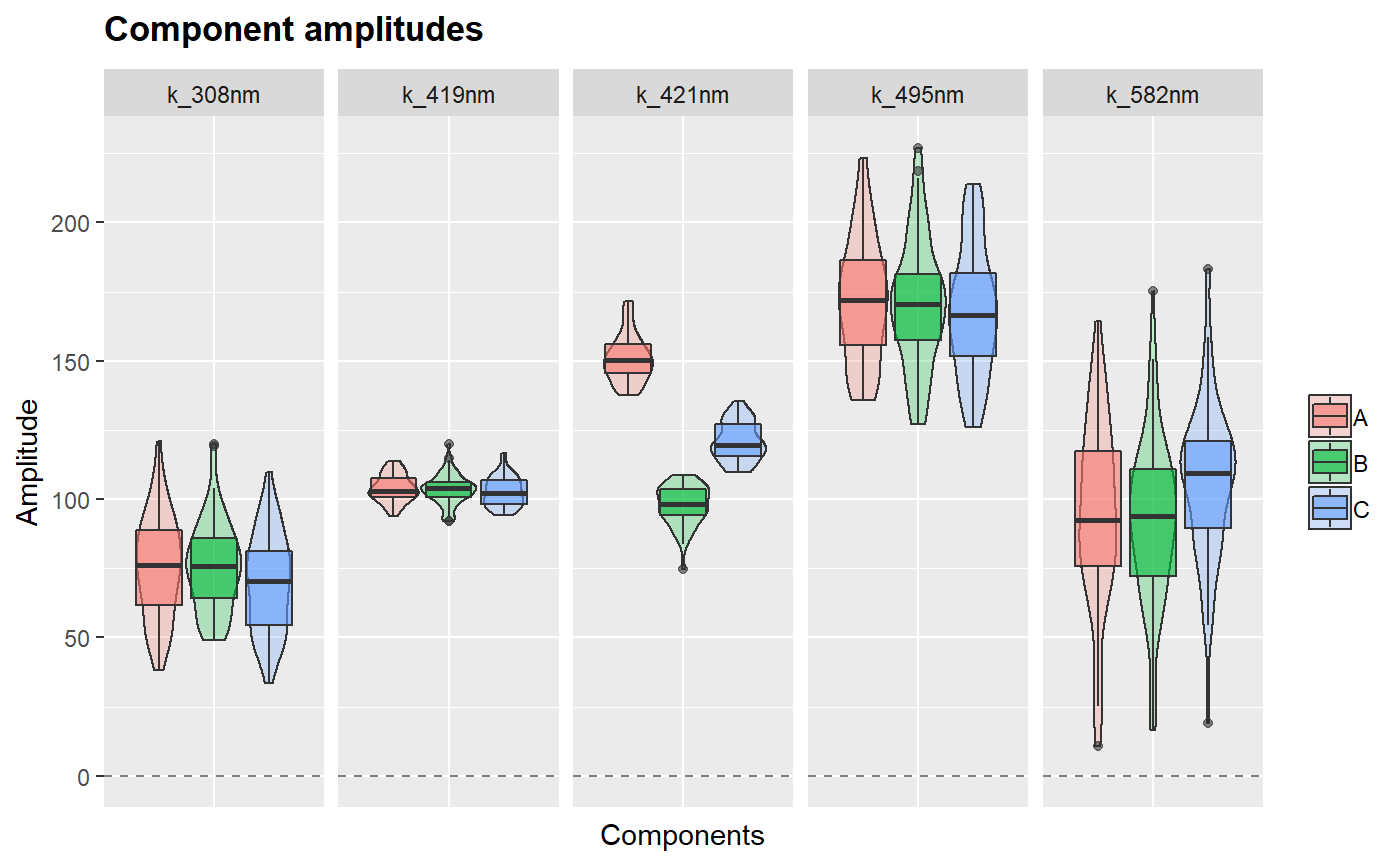 Component amplitudes
k_308nm
k_419nm
k_421nm
k_495nm
k_582nm
Amplitude
200
150
100
50
0
Components
A
B
C